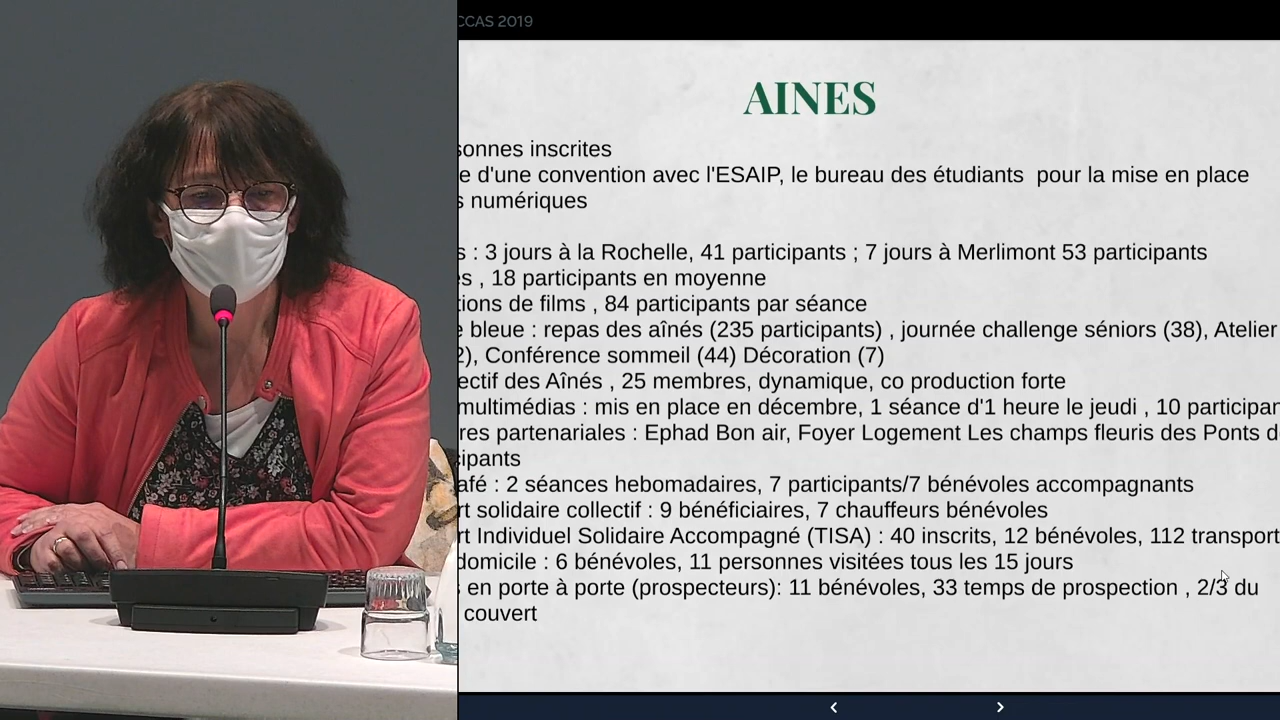 CCAS 2019
AINES
sonnes inscrites
e d'une convention avec l'ESAIP, le bureau des étudiants pour la mise en place
s numériques
s : 3 jours à la Rochelle, 41 participants ; 7 jours à Merlimont 53 participants
es , 18 participants en moyenne
tions de films , 84 participants par séance
e bleue : repas des aînés (235 participants) , journée challenge séniors (38), Atelier
2), Conférence sommeil (44) Décoration (7)
ectif des Aînés , 25 membres, dynamique, co production forte
multimédias : mis en place en décembre, 1 séance d'1 heure le jeudi , 10 participan
res partenariales : Ephad Bon air, Foyer Logement Les champs fleuris des Ponts d
cipants
afé : 2 séances hebomadaires, 7 participants/7 bénévoles accompagnants
rt solidaire collectif : 9 bénéficiaires, 7 chauffeurs bénévoles
rt Individuel Solidaire Accompagné (TISA) : 40 inscrits, 12 bénévoles, 112 transport
domicile : 6 bénévoles, 11 personnes visitées tous les 15 jours
s en porte à porte (prospecteurs): 11 bénévoles, 33 temps de prospection , 2/3 du
couvert